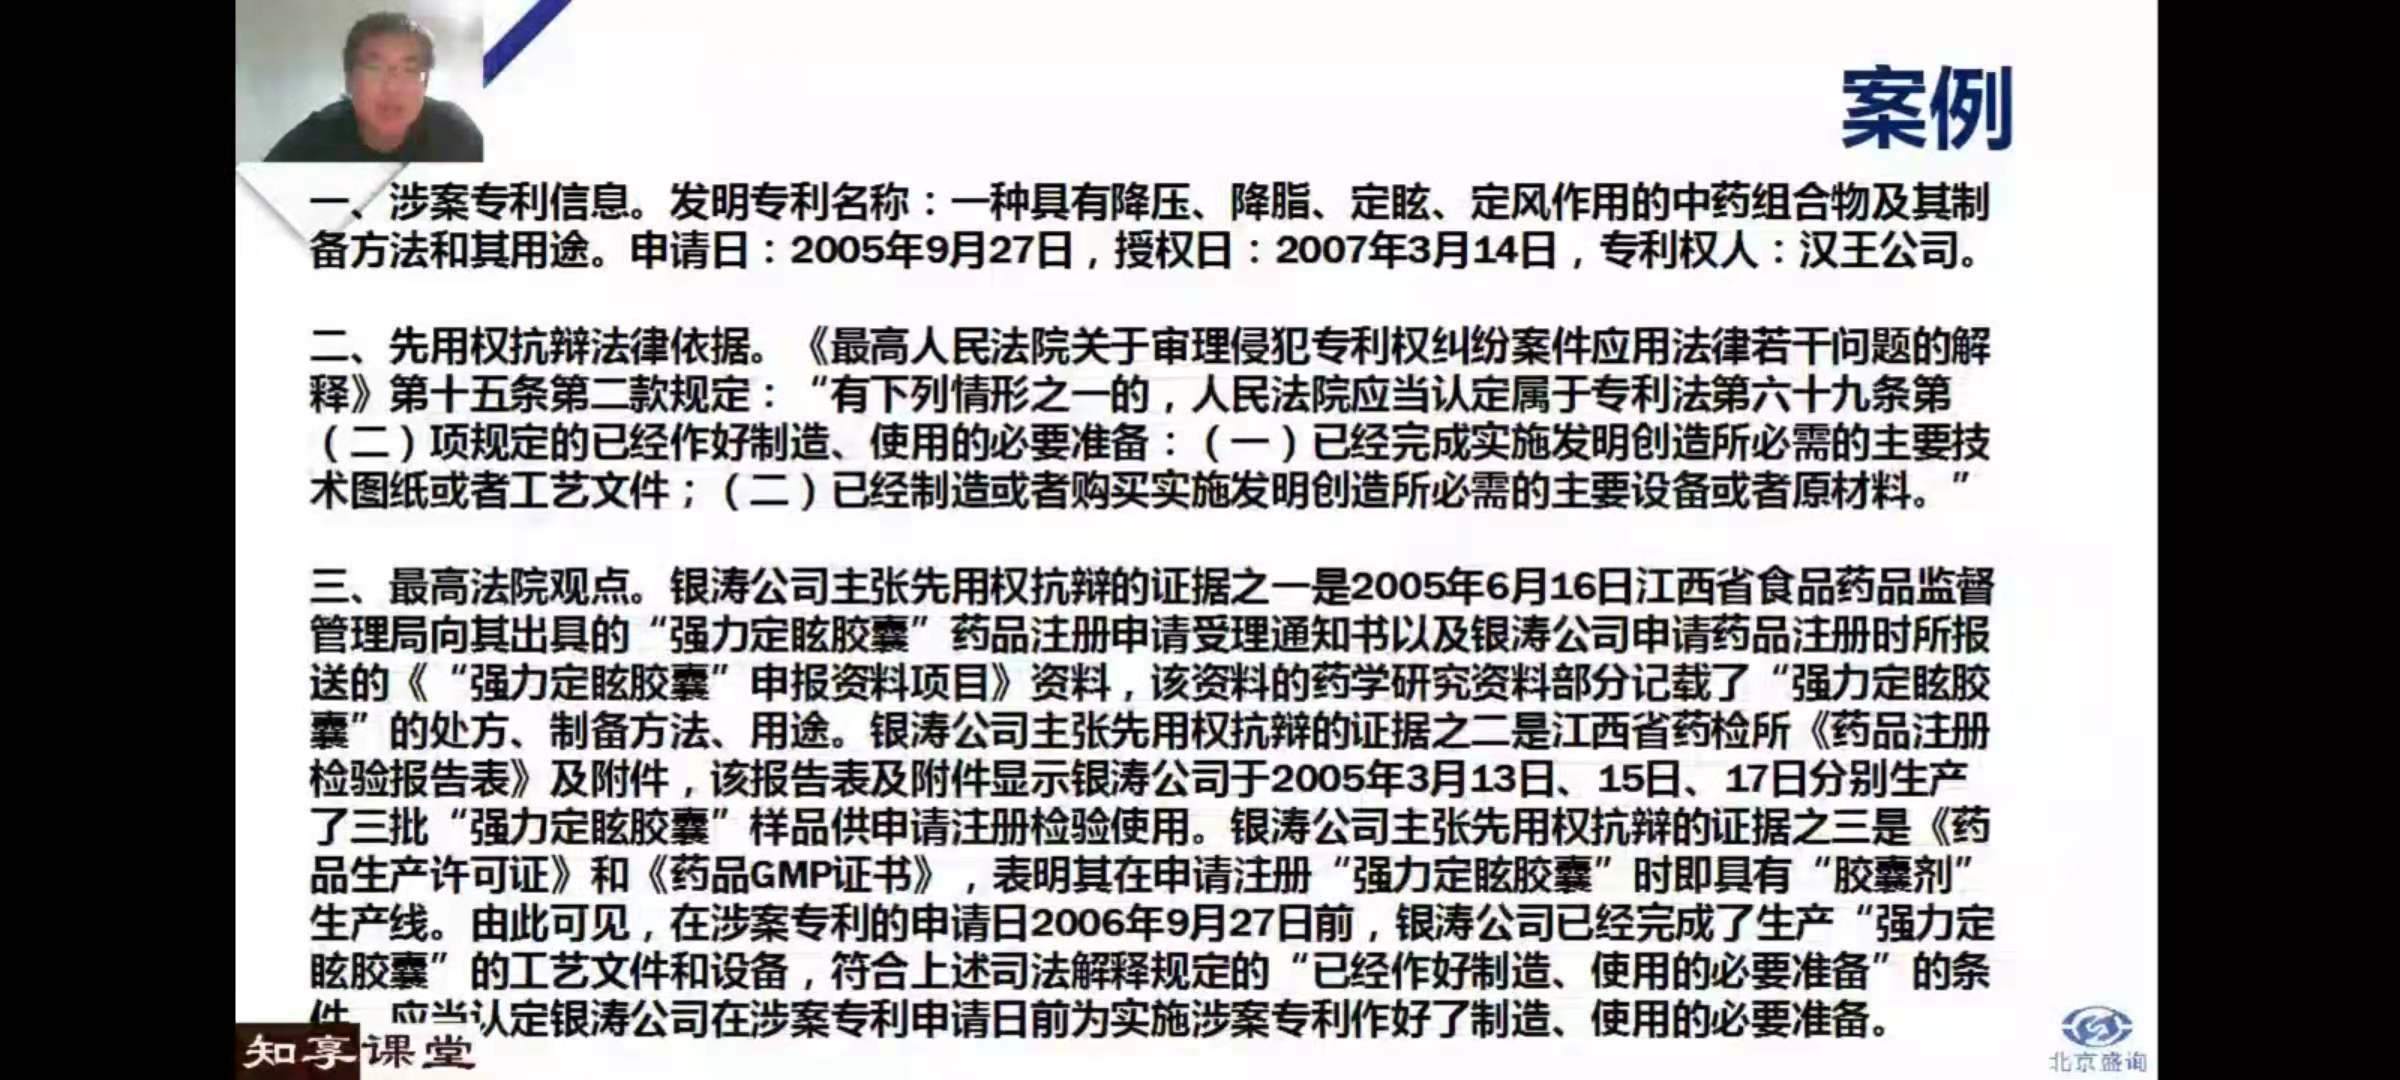 案例
一、涉案专利信息。发明专利名称：一种具有降压、降脂、定眩、定风作用的中药组合物及其制
备方法和其用途。申请日：2005年9月27日，授权日：2007年3月14日，专利权人：汉王公司。
二、先用权抗辩法律依据。《最高人民法院关于审理侵犯专利权纠纷案件应用法律若干问题的解
释》第十五条第二款规定：“有下列情形之一的，人民法院应当认定属于专利法第六十九条第
（二）项规定的已经作好制造、使用的必要准备：（一）已经完成实施发明创造所必需的主要技
术图纸或者工艺文件；（二）已经制造或者购买实施发明创造所必需的主要设备或者原材料。”
三、最高法院观点。银涛公司主张先用权抗辩的证据之一是2005年6月16日江西省食品药品监督
管理局向其出具的“强力定眩胶囊”药品注册申请受理通知书以及银涛公司申请药品注册时所报
送的《“强力定眩胶囊”申报资料项目》资料，该资料的药学研究资料部分记载了“强力定眩胶
囊”的处方、制备方法、用途。银涛公司主张先用权抗辩的证据之二是江西省药检所《药品注册
检验报告表》及附件，该报告表及附件显示银涛公司于2005年3月13日、15日、17日分别生产
了三批“强力定眩胶囊”样品供申请注册检验使用。银涛公司主张先用权抗辩的证据之三是《药
品生产许可证》和《药品GMP证书》，表明其在申请注册“强力定眩胶囊”时即具有“胶囊剂”
生产线。由此可见，在涉案专利的申请日2006年9月27日前，银涛公司已经完成了生产“强力定
眩胶囊”的工艺文件和设备，符合上述司法解释规定的“已经作好制造、使用的必要准备”的条
件，应当认定银涛公司在涉案专利申请日前为实施涉案专利作好了制造、使用的必要准备。
知享课堂
北京盛询